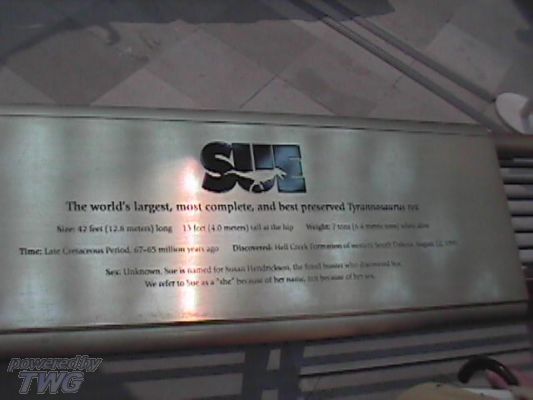 SUE
The world's largest, most complete, and best preserved Tyrannosaurus rex
Size: 42 feet (12.8 meters) long 13 feet (4.0 meters) tall at the hip Weight: 7 tons (6.4 metric tons) when alive
Time: Late Cretaceous Period, 67-65 million years ago Discovered: Hell Creek Formation of western South Dakota, August 12, 1990
Sex: Unknown. Sue is named for Susan Hendrickson, the fossil hunter who discovered Sue.
We refer to Sue as a "she" because of her name, not because of her sex.
powered by
TWG